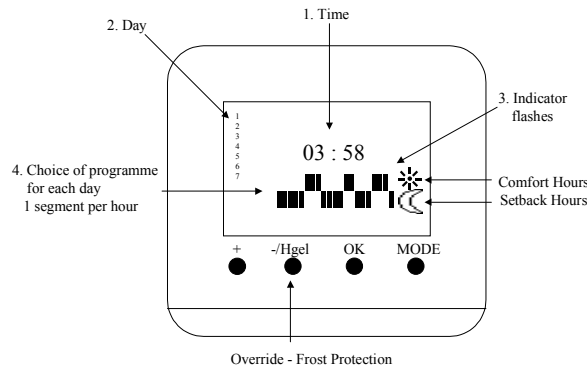 1. Time
2. Day
3. Indicator
flashes
1
2
3
4
5
6
7
03 : 58
4. Choice of programme
for each day
1 segment per hour
Comfort Hours
Setback Hours
+ -/Hgel OK MODE
Override - Frost Protection